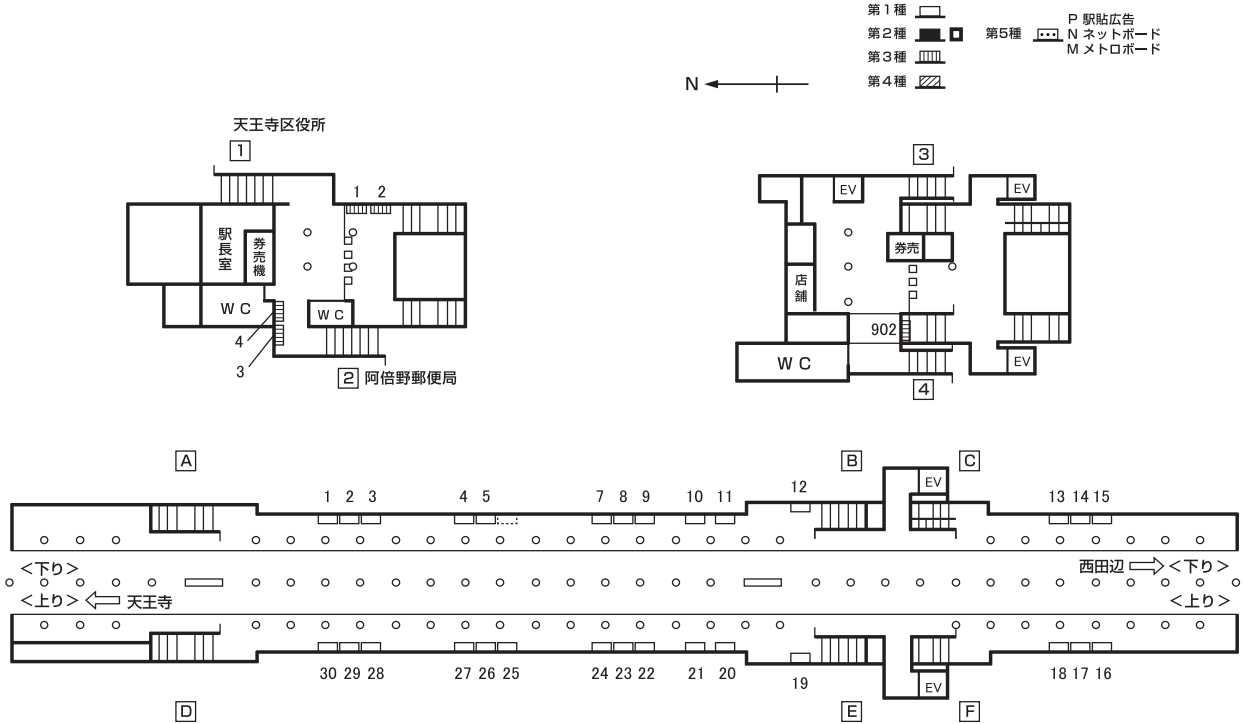 第1種
第2種
第3種
第4種
第5種
P 駅貼広告
N ネットボード
M メトロボード
N
天王寺区役所
1
1 2
駅長室
券売機
WC
WC
4
3
2 阿倍野郵便局
3
EV
EV
券売
店舗
902
WC
EV
4
A
B
C
EV
1 2 3
4 5
7 8 9
10 11
12
13 14 15
<下り>
<上り>
天王寺
西田辺
<下り>
<上り>
30 29 28
27 26 25
24 23 22
21 20
19
18 17 16
EV
D
E
F